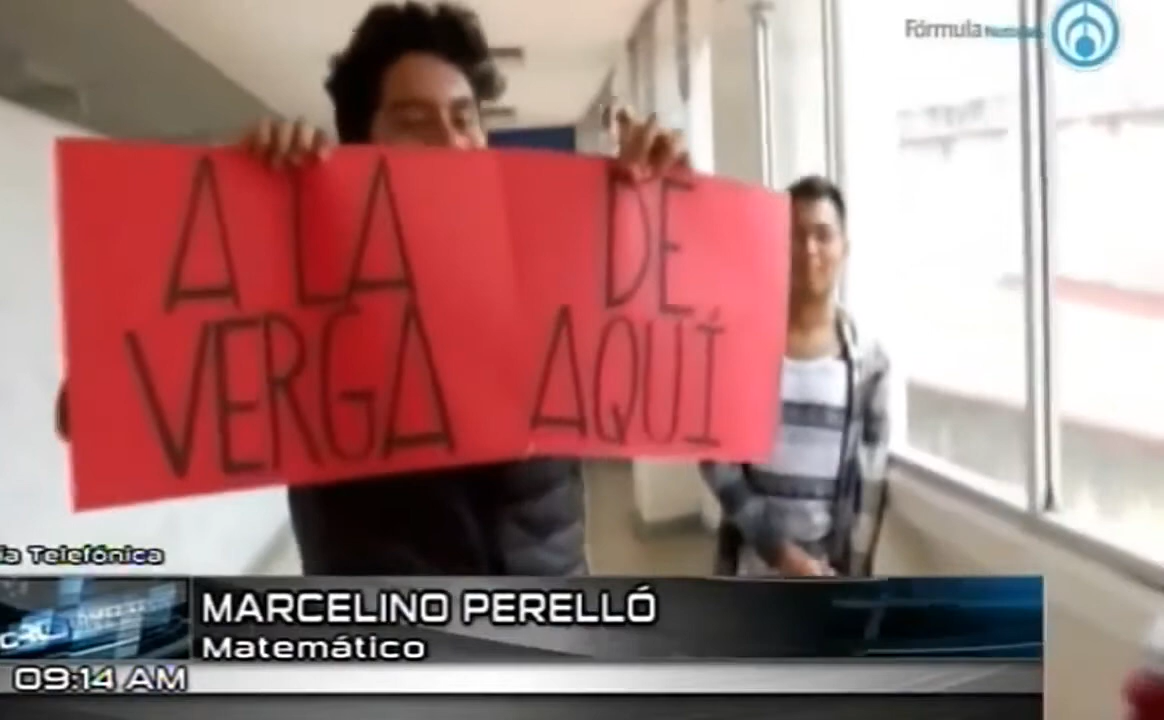 Fórmula
A LA DE
VERGA AQUÍ
ía Telefónica
MARCELINO PERELLÓ
Matemático
09:14 AM